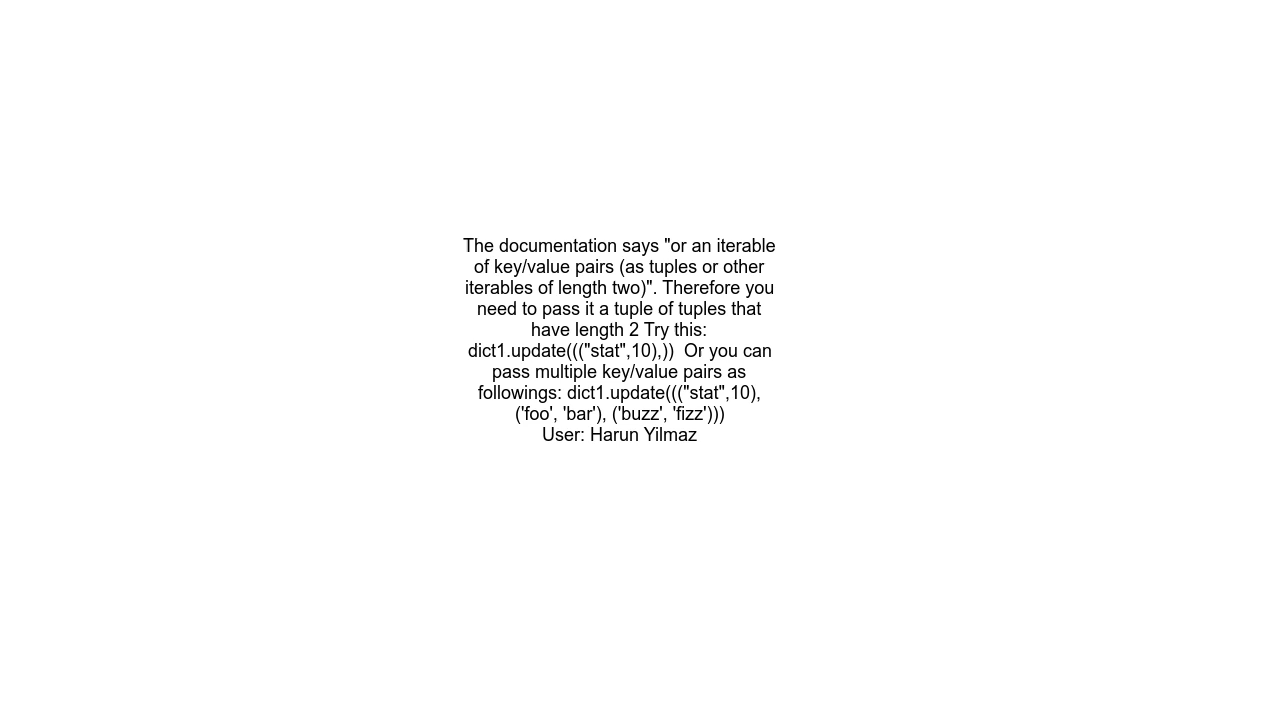 The documentation says "or an iterable
of key/value pairs (as tuples or other
iterables of length two)". Therefore you
need to pass it a tuple of tuples that
have length 2 Try this:
dict1.update((("stat",10),))  Or you can
pass multiple key/value pairs as
followings: dict1.update((("stat",10),
('foo', 'bar'), ('buzz', 'fizz')))
User: Harun Yilmaz